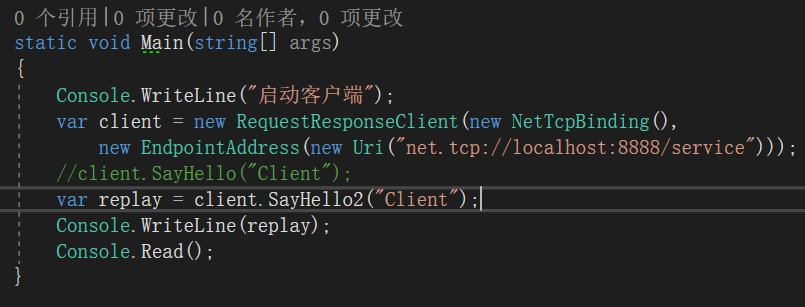 0 个引用|0 项更改|0 名作者，0 项更改
static void Main(string[] args)
{
    Console.WriteLine("启动客户端");
    var client = new RequestResponseClient(new NetTcpBinding(),
        new EndpointAddress(new Uri("net.tcp://localhost:8888/service")));
    //client.SayHello("Client");
    var replay = client.SayHello2("Client");
    Console.WriteLine(replay);
    Console.Read();
}